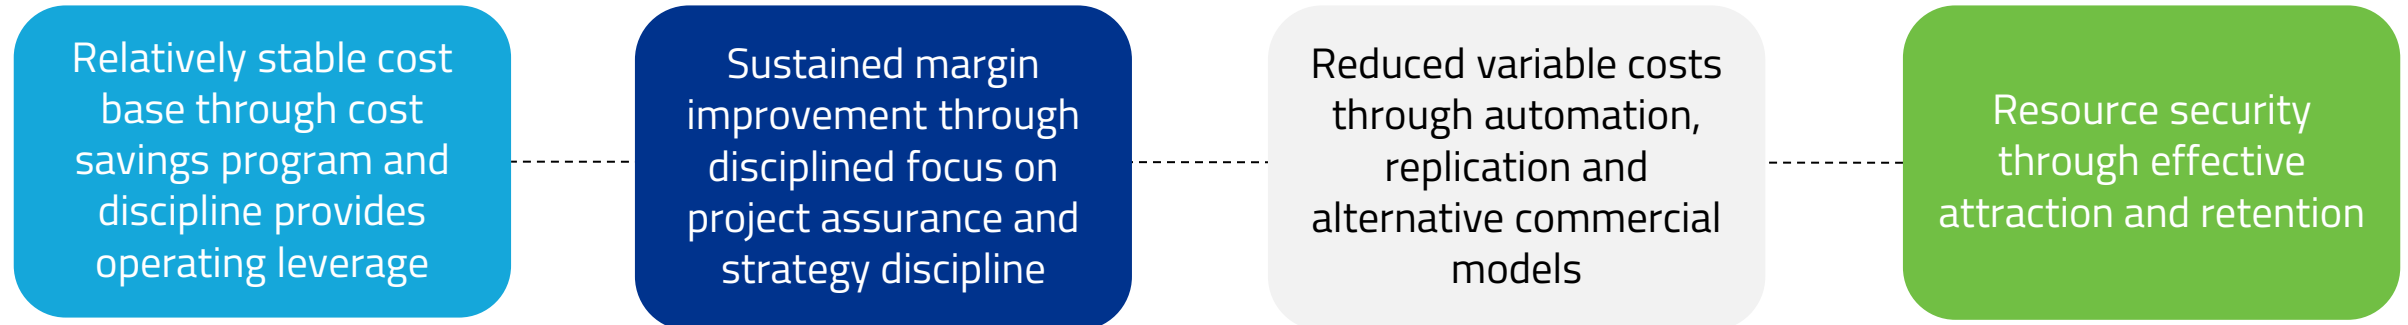 Relatively stable cost
base through cost
savings program and
discipline provides
operating leverage
Sustained margin
improvement through
disciplined focus on
project assurance and
strategy discipline
Reduced variable costs
through automation,
replication and
alternative commercial
models
Resource security
through effective
attraction and retention